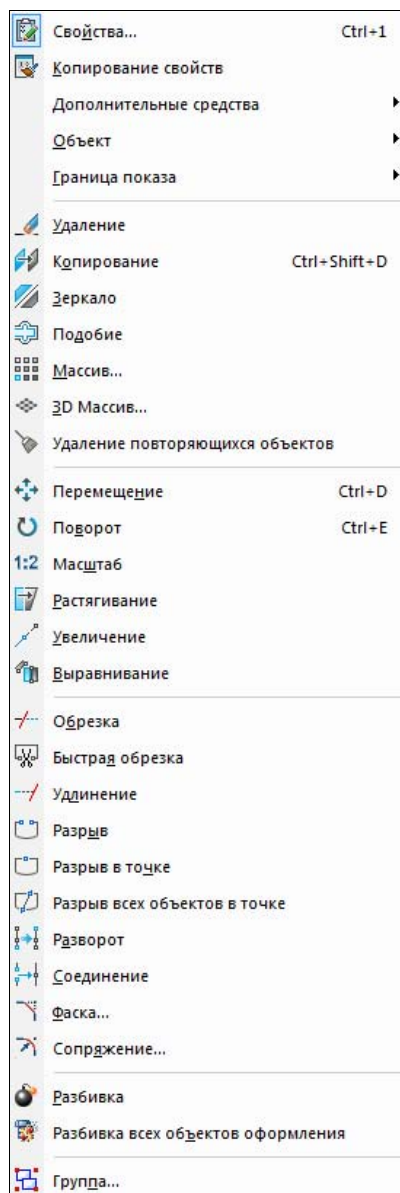 Свойства... Ctrl+1
Копирование свойств
Дополнительные средства
Объект
Граница показа
Удаление
Копирование Ctrl+Shift+D
Зеркало
Подобие
Массив...
3D Массив...
Удаление повторяющихся объектов
Перемещение Ctrl+D
Поворот Ctrl+E
1:2 Масштаб
Растягивание
Увеличение
Выравнивание
Обрезка
Быстрая обрезка
Удлинение
Разрыв
Разрыв в точке
Разрыв всех объектов в точке
Разворот
Соединение
Фаска...
Сопряжение...
Разбивка
Разбивка всех объектов оформления
Группа...